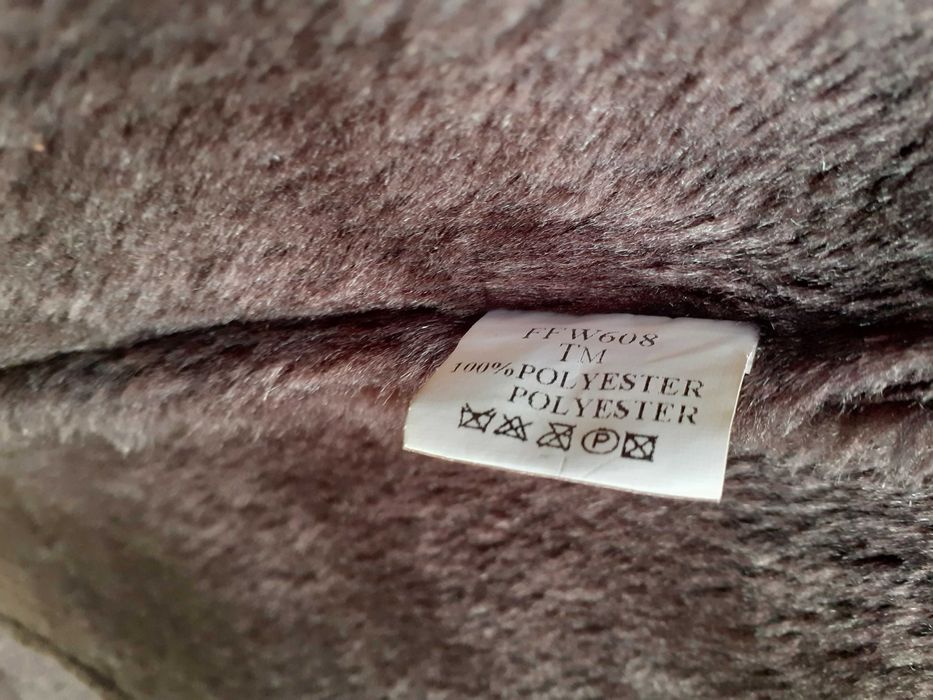 FFW608
TM
100%POLYESTER
POLYESTER
P